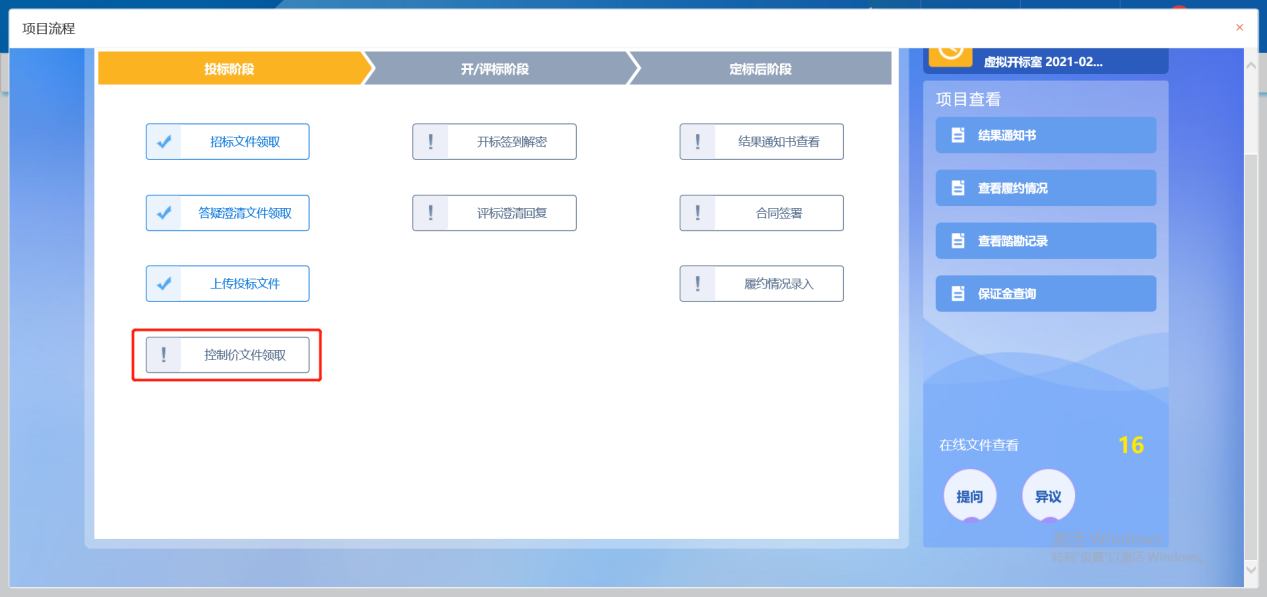 项目流程
×
投标阶段
开/评标阶段
定标后阶段
招标文件领取
答疑澄清文件领取
上传投标文件
! 控制价文件领取
! 开标签到解密
! 评标澄清回复
! 结果通知书查看
! 合同签署
! 履约情况录入
虚拟开标室 2021-02...
项目查看
结果通知书
查看履约情况
查看踏勘记录
保证金查询
在线文件查看
16
提问
异议
激活 Windows